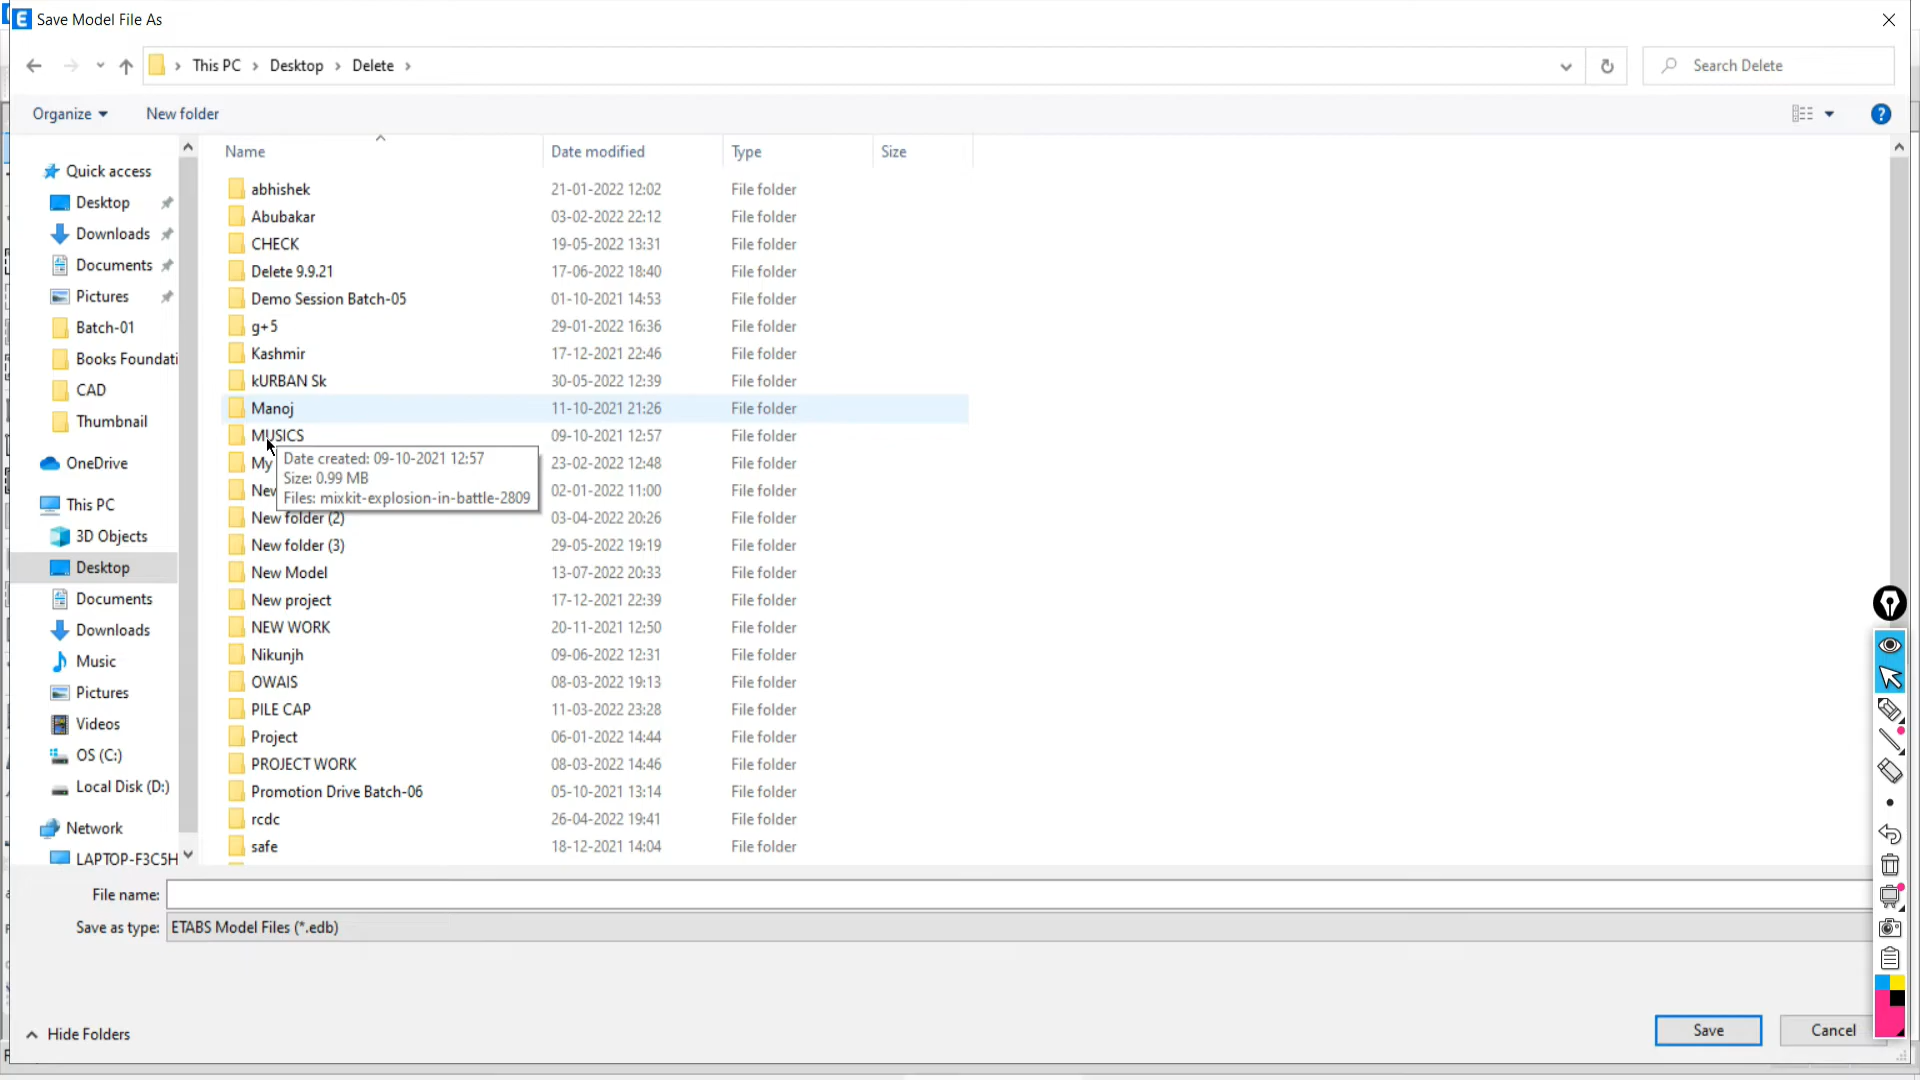 Save Model File As
This PC > Desktop > Delete >
Search Delete
Organize
New folder
Name
Date modified
Type
Size
Quick access
Desktop
Downloads
Documents
Pictures
Batch-01
Books Foundati
CAD
Thumbnail
OneDrive
This PC
3D Objects
Desktop
Documents
Downloads
Music
Pictures
Videos
OS (C:)
Local Disk (D:)
Network
LAPTOP-F3C5H
abhishek 21-01-2022 12:02 File folder
Abubakar 03-02-2022 22:12 File folder
CHECK 19-05-2022 13:31 File folder
Delete 9.9.21 17-06-2022 18:40 File folder
Demo Session Batch-05 01-10-2021 14:53 File folder
g+5 29-01-2022 16:36 File folder
Kashmir 17-12-2021 22:46 File folder
kURBAN Sk 30-05-2022 12:39 File folder
Manoj 11-10-2021 21:26 File folder
MUSICS 09-10-2021 12:57 File folder
My 23-02-2022 12:48 File folder
New 02-01-2022 11:00 File folder
Date created: 09-10-2021 12:57
Size: 0.99 MB
Files: mixkit-explosion-in-battle-2809
New folder (2) 03-04-2022 20:26 File folder
New folder (3) 29-05-2022 19:19 File folder
New Model 13-07-2022 20:33 File folder
New project 17-12-2021 22:39 File folder
NEW WORK 20-11-2021 12:50 File folder
Nikunjh 09-06-2022 12:31 File folder
OWAIS 08-03-2022 19:13 File folder
PILE CAP 11-03-2022 23:28 File folder
Project 06-01-2022 14:44 File folder
PROJECT WORK 08-03-2022 14:46 File folder
Promotion Drive Batch-06 05-10-2021 13:14 File folder
rcdc 26-04-2022 19:41 File folder
safe 18-12-2021 14:04 File folder
File name:
Save as type: ETABS Model Files (*.edb)
Hide Folders
Save
Cancel